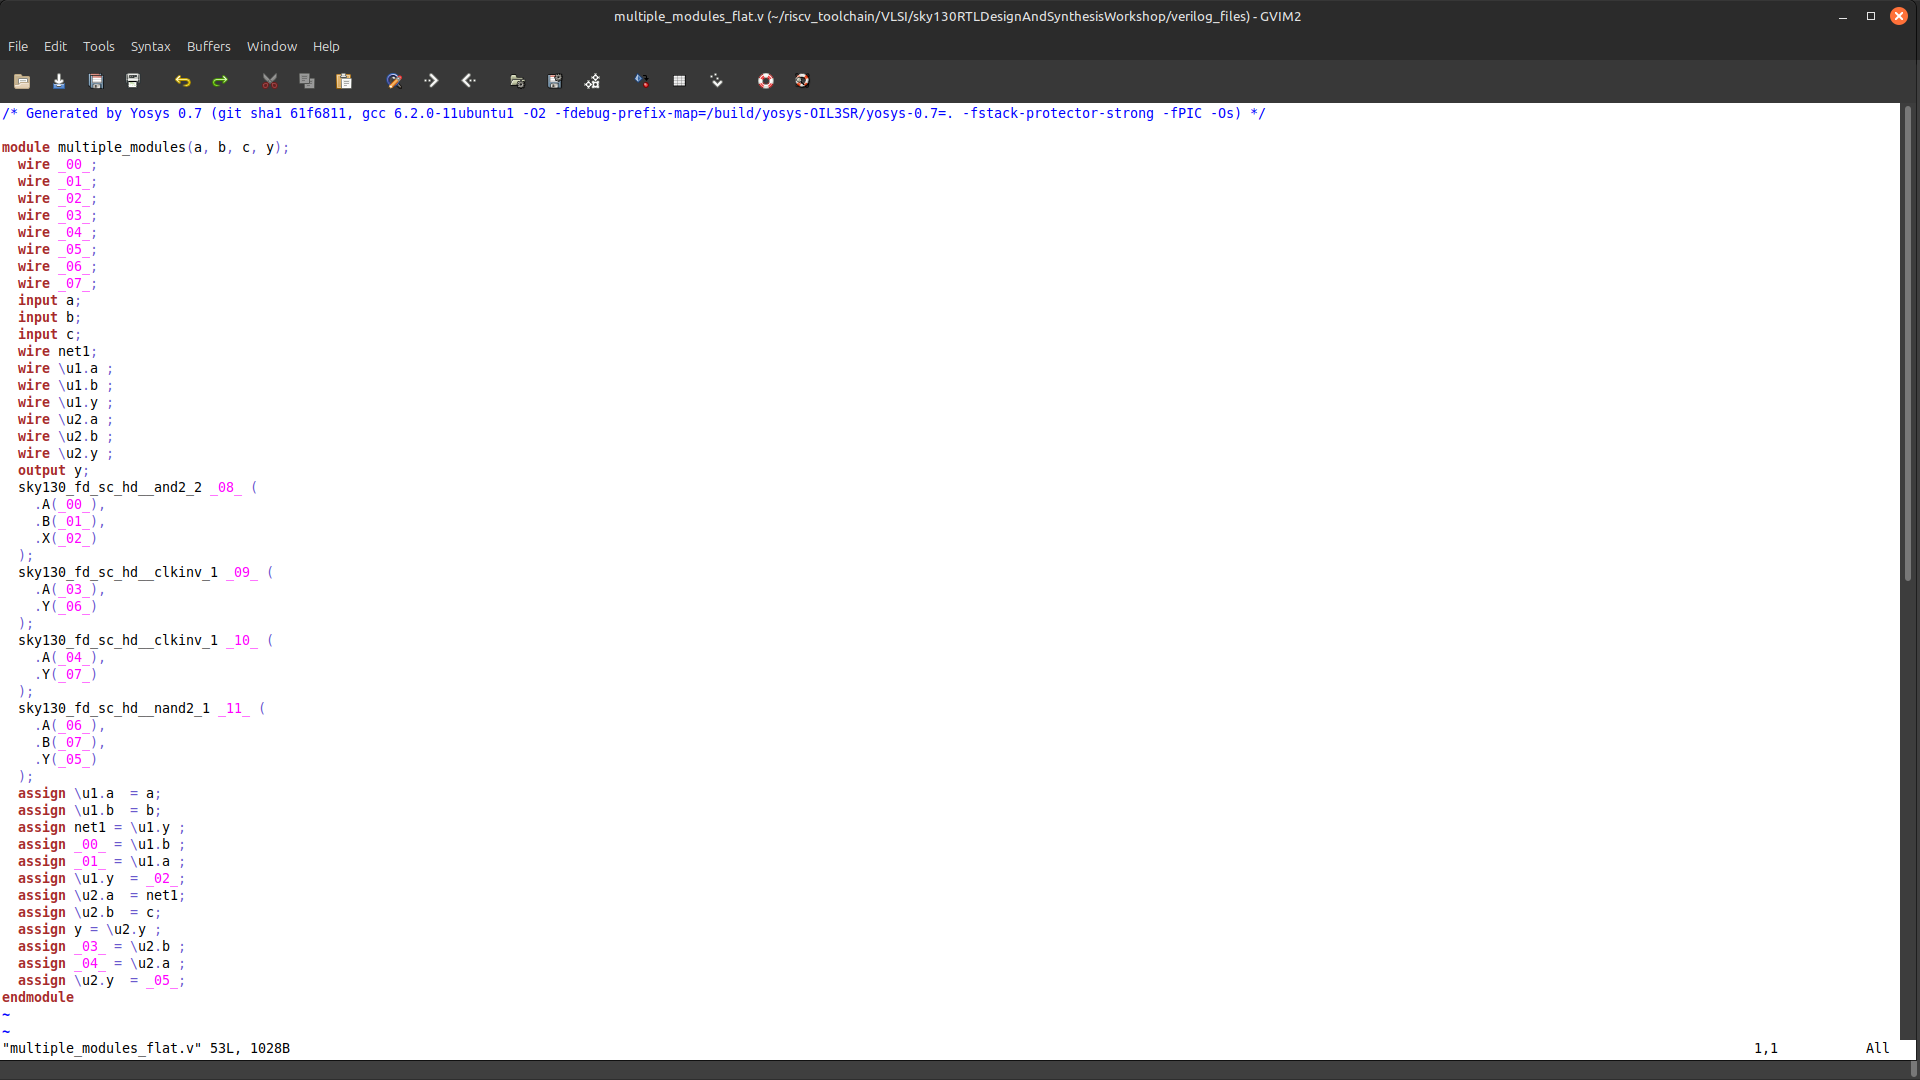 multiple_modules_flat.v (~/riscv_toolchain/VLSI/sky130RTLDesignAndSynthesisWorkshop/verilog_files) - GVIM2
File Edit Tools Syntax Buffers Window Help
/* Generated by Yosys 0.7 (git sha1 61f6811, gcc 6.2.0-11ubuntu1 -O2 -fdebug-prefix-map=/build/yosys-OIL3SR/yosys-0.7=. -fstack-protector-strong -fPIC -Os) */

module multiple_modules(a, b, c, y);
  wire _00_;
  wire _01_;
  wire _02_;
  wire _03_;
  wire _04_;
  wire _05_;
  wire _06_;
  wire _07_;
  input a;
  input b;
  input c;
  wire net1;
  wire \u1.a ;
  wire \u1.b ;
  wire \u1.y ;
  wire \u2.a ;
  wire \u2.b ;
  wire \u2.y ;
  output y;
  sky130_fd_sc_hd__and2_2 _08_ (
    .A(_00_),
    .B(_01_),
    .X(_02_)
  );
  sky130_fd_sc_hd__clkinv_1 _09_ (
    .A(_03_),
    .Y(_06_)
  );
  sky130_fd_sc_hd__clkinv_1 _10_ (
    .A(_04_),
    .Y(_07_)
  );
  sky130_fd_sc_hd__nand2_1 _11_ (
    .A(_06_),
    .B(_07_),
    .Y(_05_)
  );
  assign \u1.a  = a;
  assign \u1.b  = b;
  assign net1 = \u1.y ;
  assign _00_ = \u1.b ;
  assign _01_ = \u1.a ;
  assign \u1.y  = _02_;
  assign \u2.a  = net1;
  assign \u2.b  = c;
  assign y = \u2.y ;
  assign _03_ = \u2.b ;
  assign _04_ = \u2.a ;
  assign \u2.y  = _05_;
endmodule
~
~
"multiple_modules_flat.v" 53L, 1028B 1,1 All